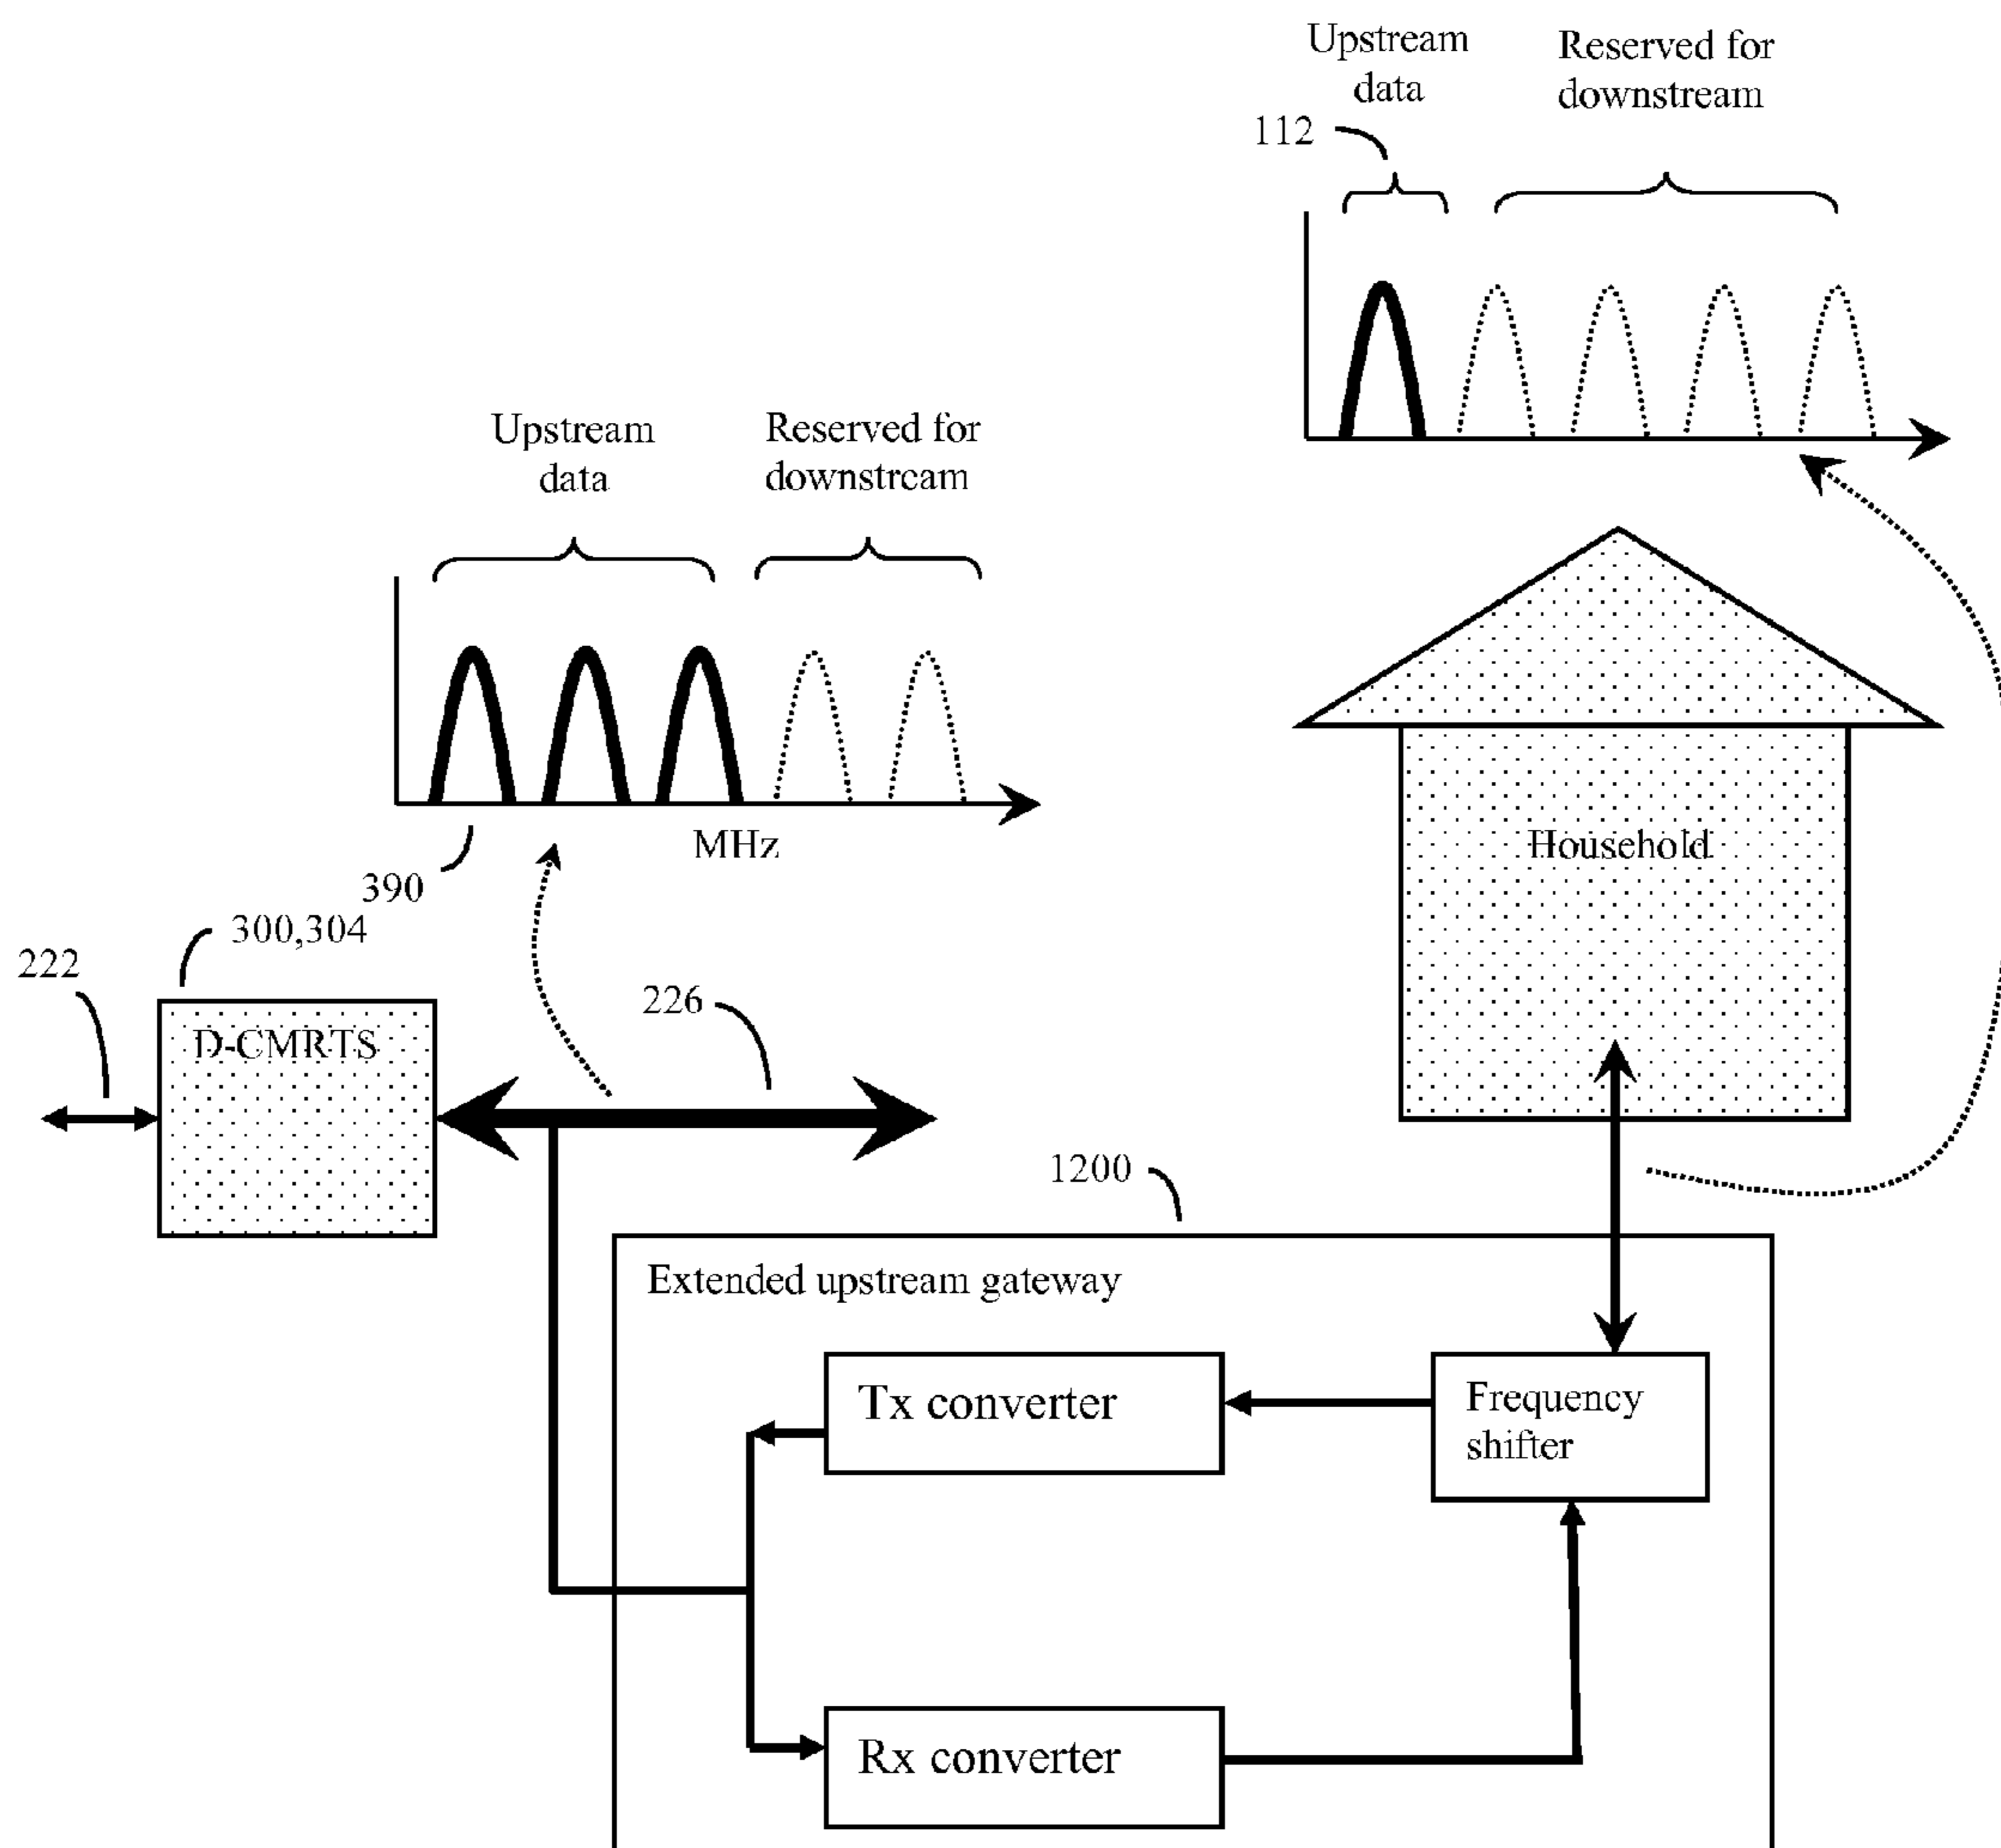 Upstream
data
Reserved for
downstream
112
Upstream
data
Reserved for
downstream
MHz
390
300,304
222
D-CMRTS
226
Household
1200
Extended upstream gateway
Tx converter
Frequency
shifter
Rx converter